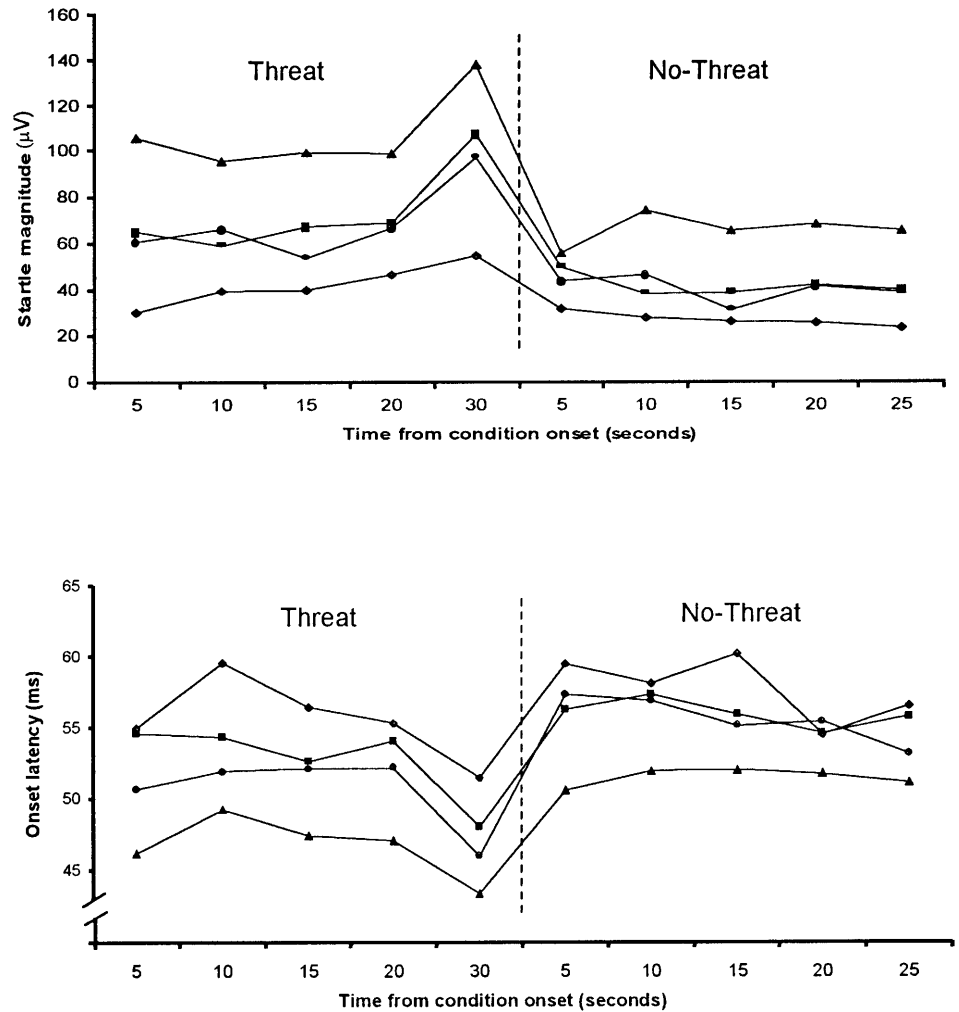 160
140
120
100
80
60
40
20
0
Startle magnitude (µV)
Threat
No-Threat
5 10 15 20 30 5 10 15 20 25
Time from condition onset (seconds)
65
60
55
50
45
Onset latency (ms)
Threat
No-Threat
5 10 15 20 30 5 10 15 20 25
Time from condition onset (seconds)